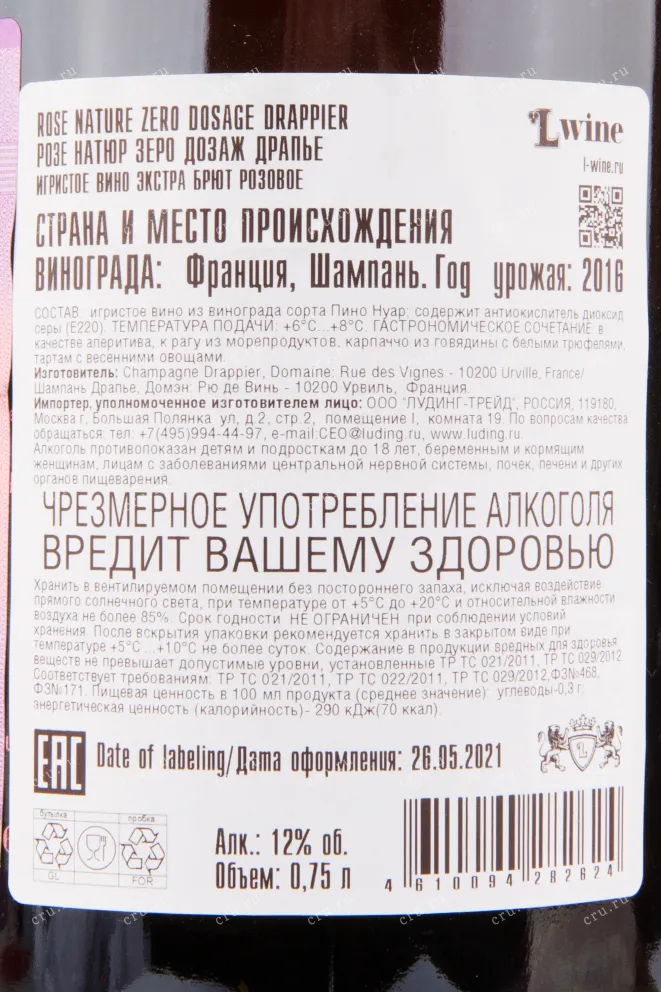 ROSE NATURE ZERO DOSAGE DRAPPIER
РОЗЕ НАТЮР ЗЕРО ДОЗАЖ ДРАПЬЕ
ИГРИСТОЕ ВИНО ЭКСТРА БРЮТ РОЗОВОЕ
Lwine
l-wine.ru
СТРАНА И МЕСТО ПРОИСХОЖДЕНИЯ
ВИНОГРАДА: Франция, Шампань. Год урожая: 2016
СОСТАВ: игристое вино из винограда сорта Пино Нуар; содержит антиокислитель диоксид
серы (Е220). ТЕМПЕРАТУРА ПОДАЧИ: +6°С...+8°С. ГАСТРОНОМИЧЕСКОЕ СОЧЕТАНИЕ: в
качестве аперитива, к рагу из морепродуктов, карпаччо из говядины с белыми трюфелями,
тартам с весенними овощами.
Изготовитель: Champagne Drappier, Domaine: Rue des Vignes - 10200 Urville, France/
Шампань Драпье, Домэн: Рю де Винь - 10200 Урвиль, Франция.
Импортер, уполномоченное изготовителем лицо: ООО "ЛУДИНГ-ТРЕЙД", РОССИЯ, 119180,
Москва г, Большая Полянка ул, д.2, стр.2, помещение I, комната 19. По вопросам качества
обращаться: тел: +7(495)994-44-97, e-mail:CEO@luding.ru, www.luding.ru.
Алкоголь противопоказан детям и подросткам до 18 лет, беременным и кормящим
женщинам, лицам с заболеваниями центральной нервной системы, почек, печени и других
органов пищеварения.
ЧРЕЗМЕРНОЕ УПОТРЕБЛЕНИЕ АЛКОГОЛЯ
ВРЕДИТ ВАШЕМУ ЗДОРОВЬЮ
Хранить в вентилируемом помещении без постороннего запаха, исключая воздействие
прямого солнечного света, при температуре от +5°С до +20°С и относительной влажности
воздуха не более 85%. Срок годности НЕ ОГРАНИЧЕН при соблюдении условий
хранения. После вскрытия упаковки рекомендуется хранить в закрытом виде при
температуре +5°С...+10°С не более суток. Содержание в продукции вредных для здоровья
веществ не превышает допустимые уровни, установленные ТР ТС 021/2011, ТР ТС 029/2012.
Соответствует требованиям: ТР ТС 021/2011, ТР ТС 022/2011, ТР ТС 029/2012,ФЗ№468,
ФЗ№171. Пищевая ценность в 100 мл продукта (среднее значение): углеводы-0,3 г;
энергетическая ценность (калорийность)- 290 кДж(70 ккал).
EAC
Date of labeling/Дата оформления: 26.05.2021
L
бутылка
пробка
GL
FOR
Алк.: 12% об.
Объем: 0,75 л
4 610094 282624
cru.ru